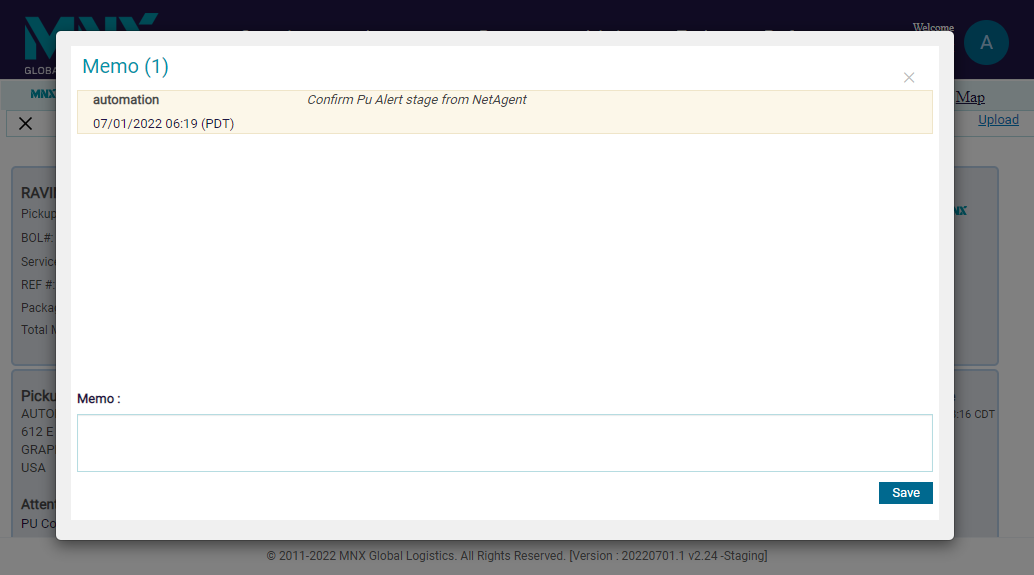 MNX
GLOBA
Welcome
A
MNX
Map
Upload
Memo (1)
automation Confirm Pu Alert stage from NetAgent
07/01/2022 06:19 (PDT)
RAVI
Pickup
BOL#:
Servic
REF #:
Packa
Total
NX
Memo :
Save
Picku
AUTO
612 E
GRAP
USA
:16 CDT
Atten
PU Co
© 2011-2022 MNX Global Logistics. All Rights Reserved. [Version : 20220701.1 v2.24 -Staging]